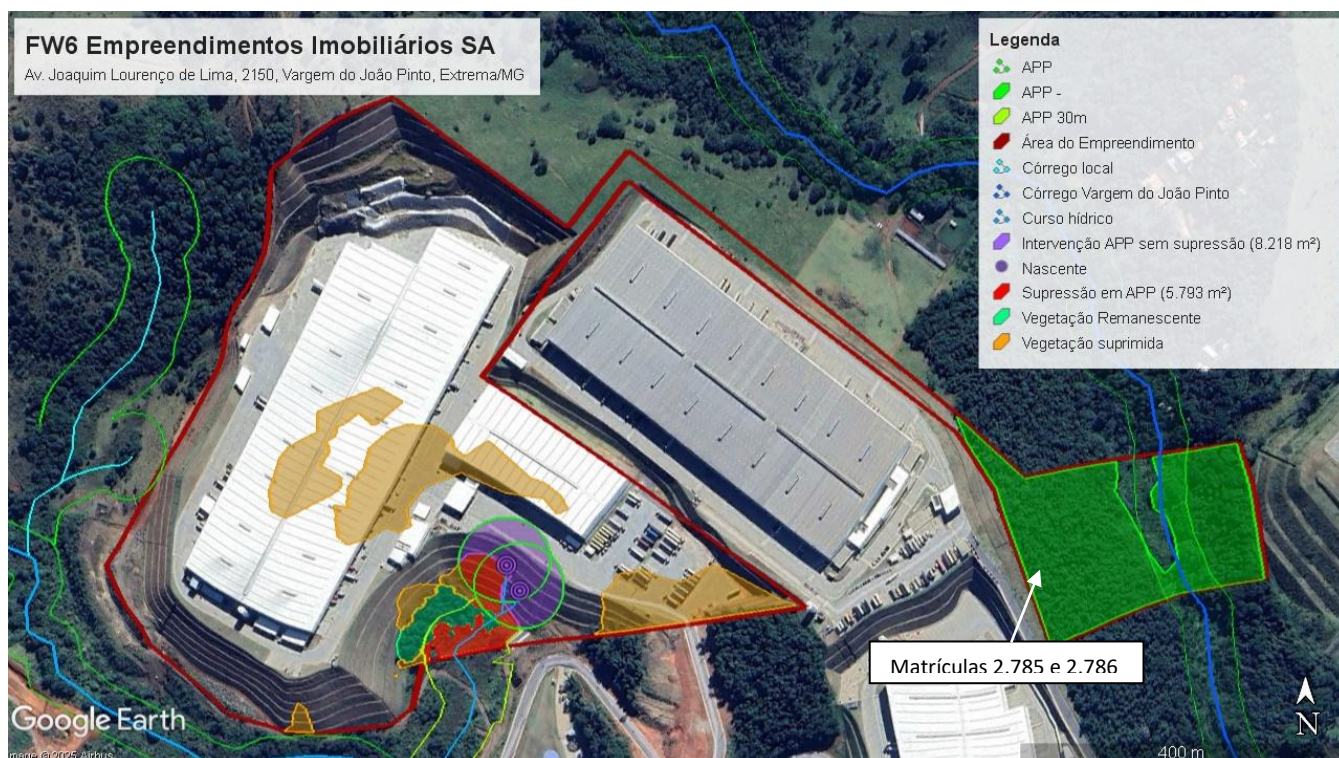 FW6 Empreendimentos Imobiliários SA
Av. Joaquim Lourenço de Lima, 2150, Vargem do João Pinto, Extrema/MG
Legenda
APP
APP -
APP 30m
Área do Empreendimento
Córrego local
Córrego Vargem do João Pinto
Curso hídrico
Intervenção APP sem supressão (8.218 m²)
Nascente
Supressão em APP (5.793 m²)
Vegetação Remanescente
Vegetação suprimida
Matrículas 2.785 e 2.786
Google Earth
Image © 2025 Airbus
400 m
N